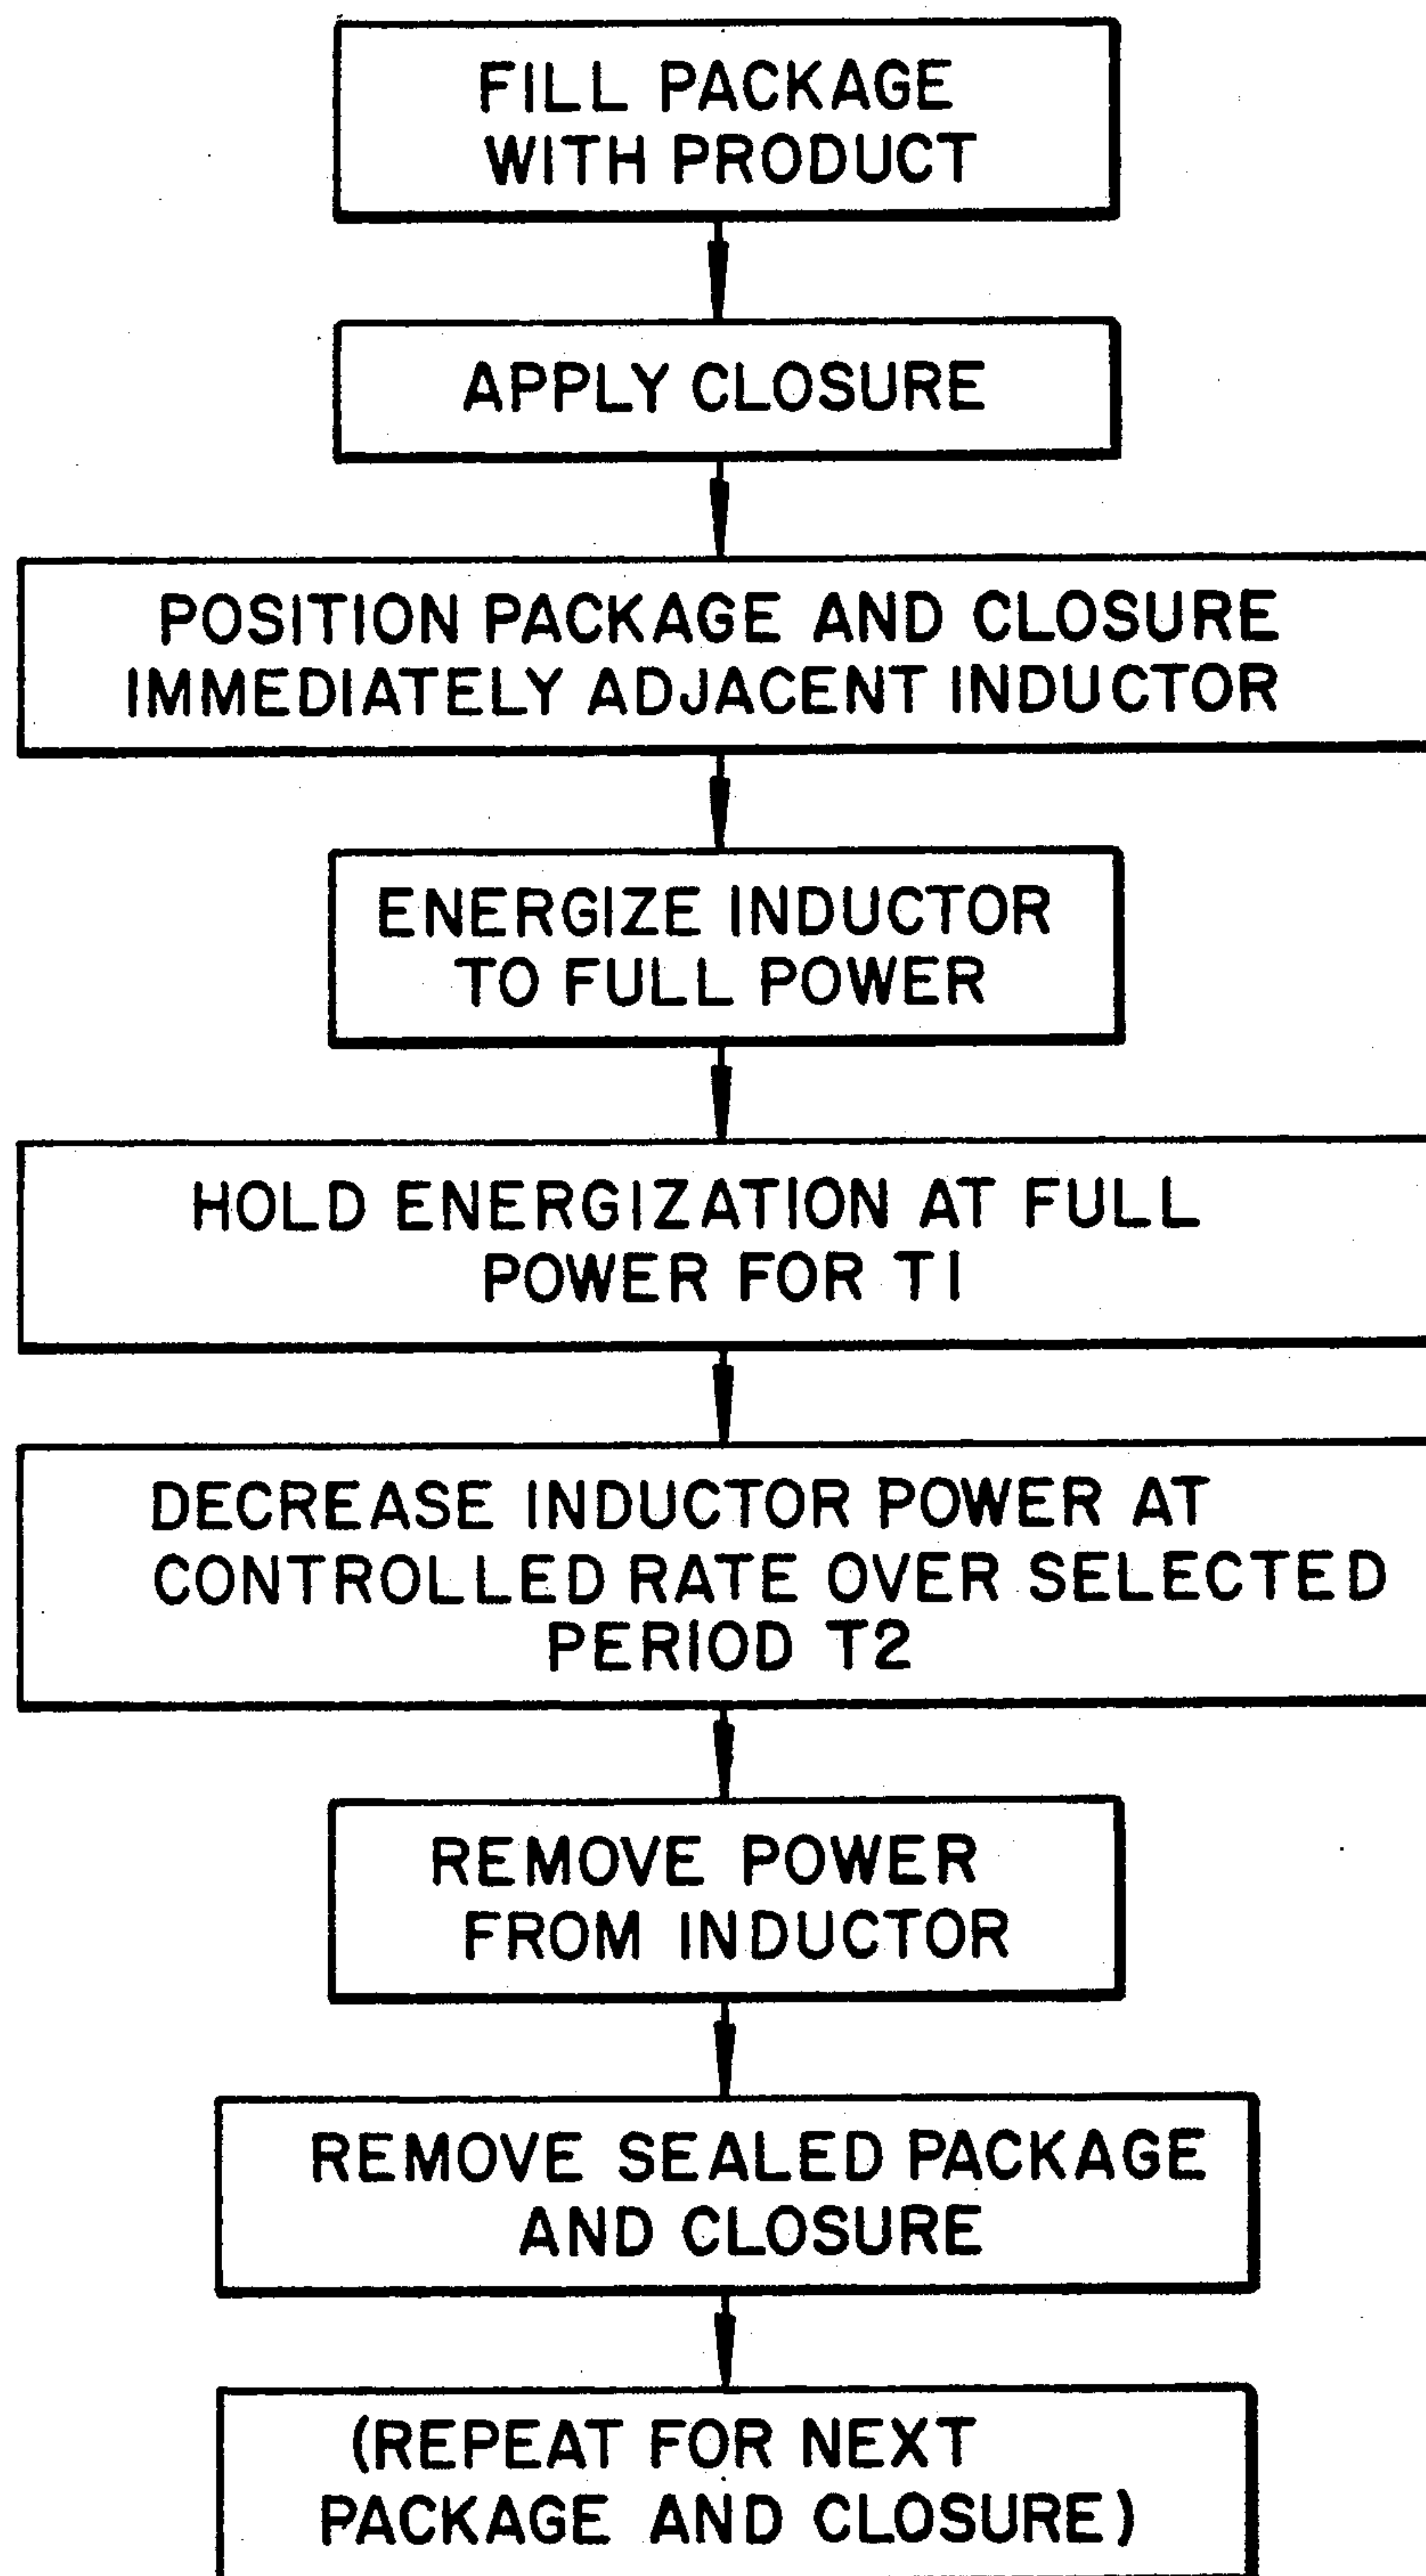 FILL PACKAGE
WITH PRODUCT
APPLY CLOSURE
POSITION PACKAGE AND CLOSURE
IMMEDIATELY ADJACENT INDUCTOR
ENERGIZE INDUCTOR
TO FULL POWER
HOLD ENERGIZATION AT FULL
POWER FOR T1
DECREASE INDUCTOR POWER AT
CONTROLLED RATE OVER SELECTED
PERIOD T2
REMOVE POWER
FROM INDUCTOR
REMOVE SEALED PACKAGE
AND CLOSURE
(REPEAT FOR NEXT
PACKAGE AND CLOSURE)